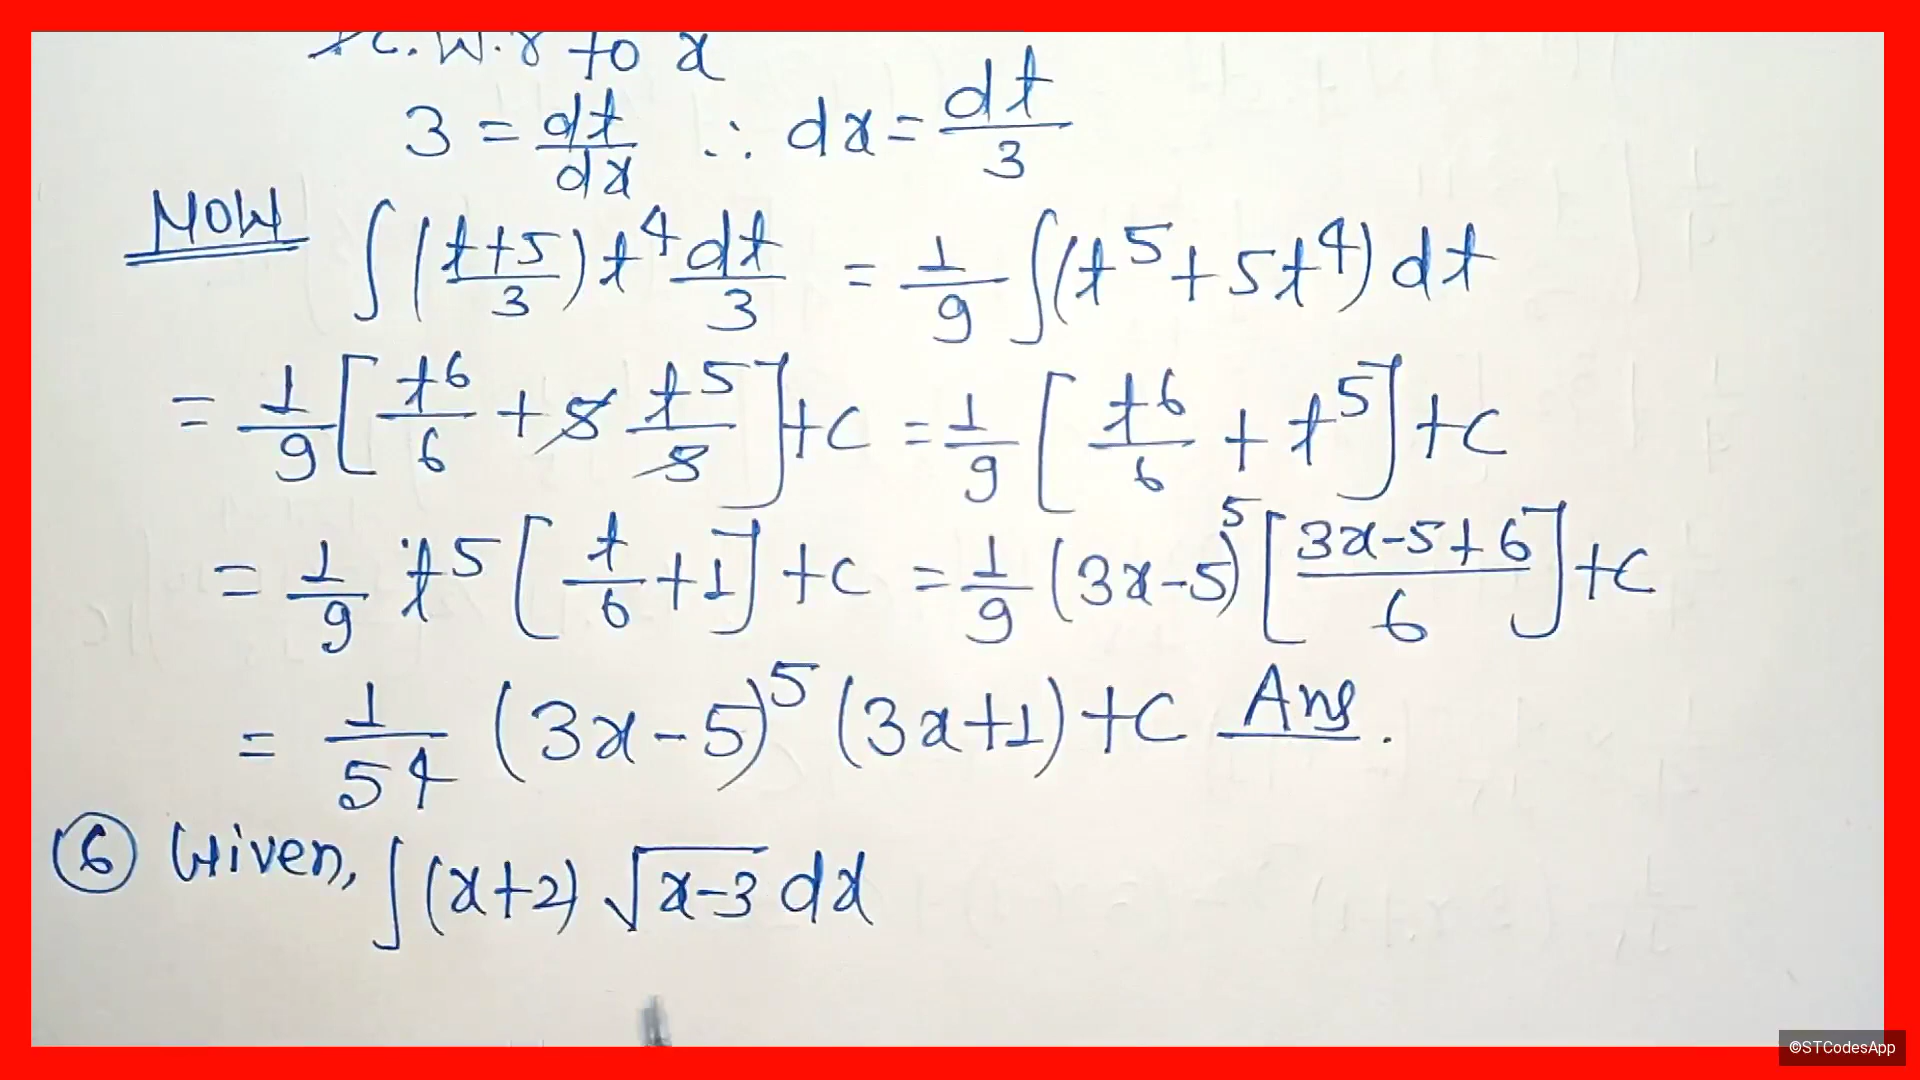 t. w. r to x
3 = dt/dx ∴ dx = dt/3
NOW ∫ (t+5/3) t⁴ dt/3 = 1/9 ∫(t⁵ + 5t⁴) dt
= 1/9 [t⁶/6 + 5 t⁵/5] + c = 1/9 [t⁶/6 + t⁵] + c
= 1/9 t⁵ [t/6 + 1] + c = 1/9 (3x-5)⁵ [3x-5+6/6] + c
= 1/54 (3x-5)⁵ (3x+1) + c Ans.
⑥ Given, ∫(x+2) √x-3 dx
©STCodesApp